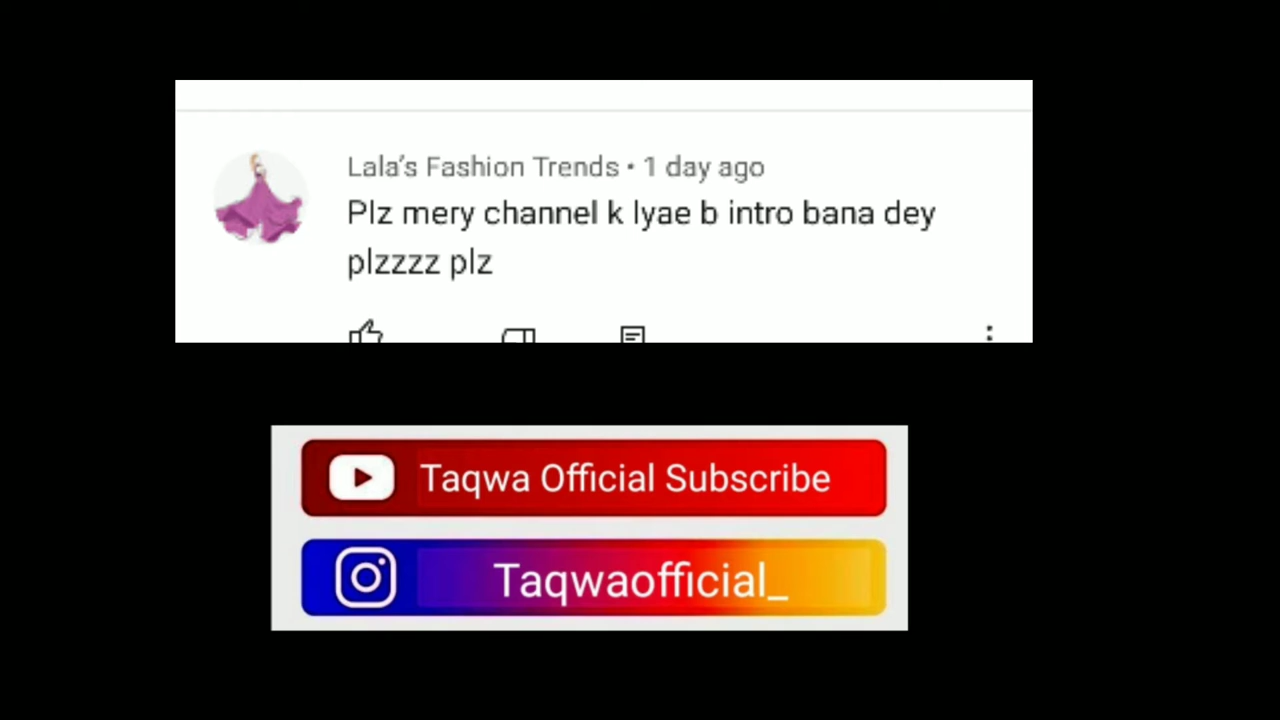 Lala's Fashion Trends • 1 day ago
Plz mery channel k lyae b intro bana dey
plzzzz plz
Taqwa Official Subscribe
Taqwaofficial_